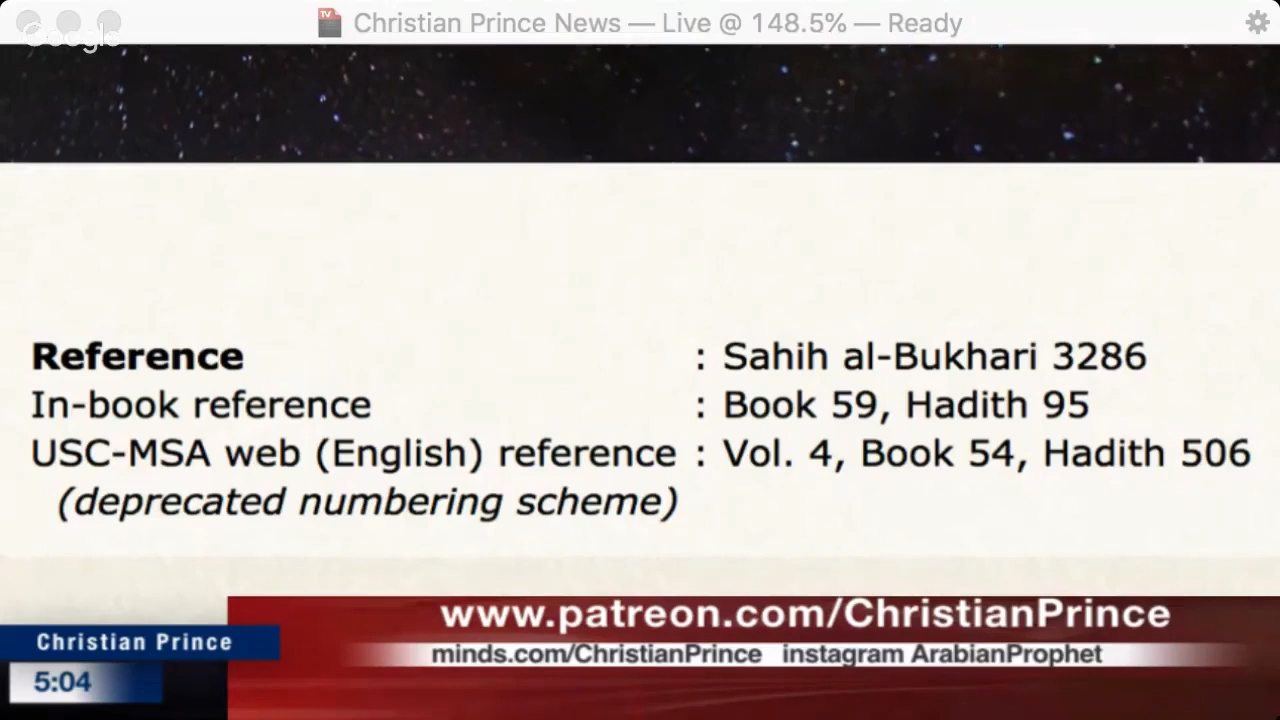 TV Christian Prince News — Live @ 148.5% — Ready
Google
Reference : Sahih al-Bukhari 3286
In-book reference : Book 59, Hadith 95
USC-MSA web (English) reference : Vol. 4, Book 54, Hadith 506
(deprecated numbering scheme)
www.patreon.com/ChristianPrince
Christian Prince
minds.com/ChristianPrince instagram ArabianProphet
5:04